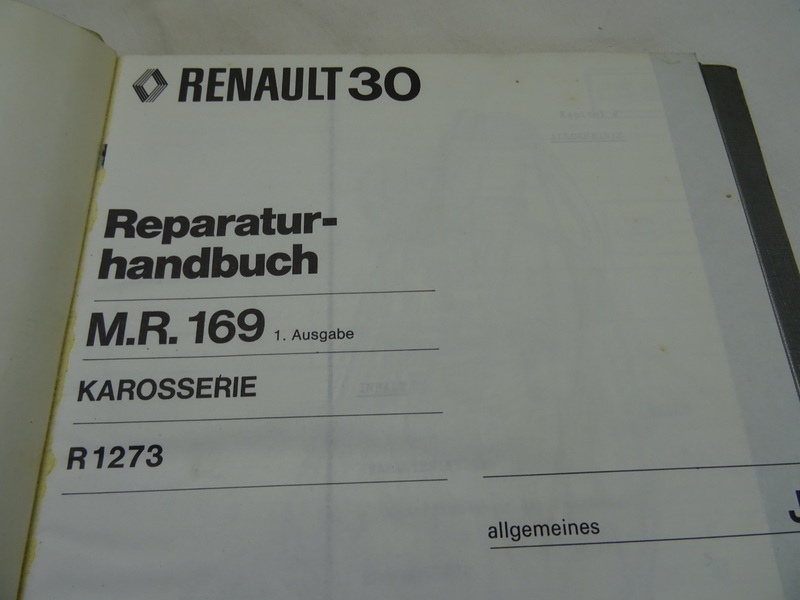 RENAULT 30
Reparatur-
handbuch
M.R. 169 1. Ausgabe
KAROSSERIE
R 1273
allgemeines
J